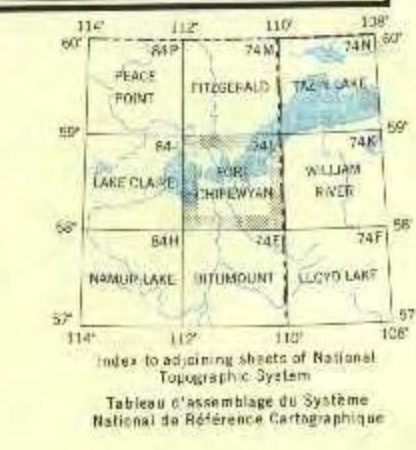 114° 112° 110° 108°
60° 84P 74M 74N 60°
PEACE POINT FITZGERALD TAZIN LAKE
59° 59°
74L 74K
LAKE CLAIRE FORT CHIPEWYAN WILLIAM RIVER
58° 58°
84H 74E 74F
NAMUR LAKE BITUMOUNT LLOYD LAKE
57° 57
114° 112° 110° 108°
Index to adjoining sheets of National
Topographic System
Tableau d'assemblage du Système
National de Référence Cartographique